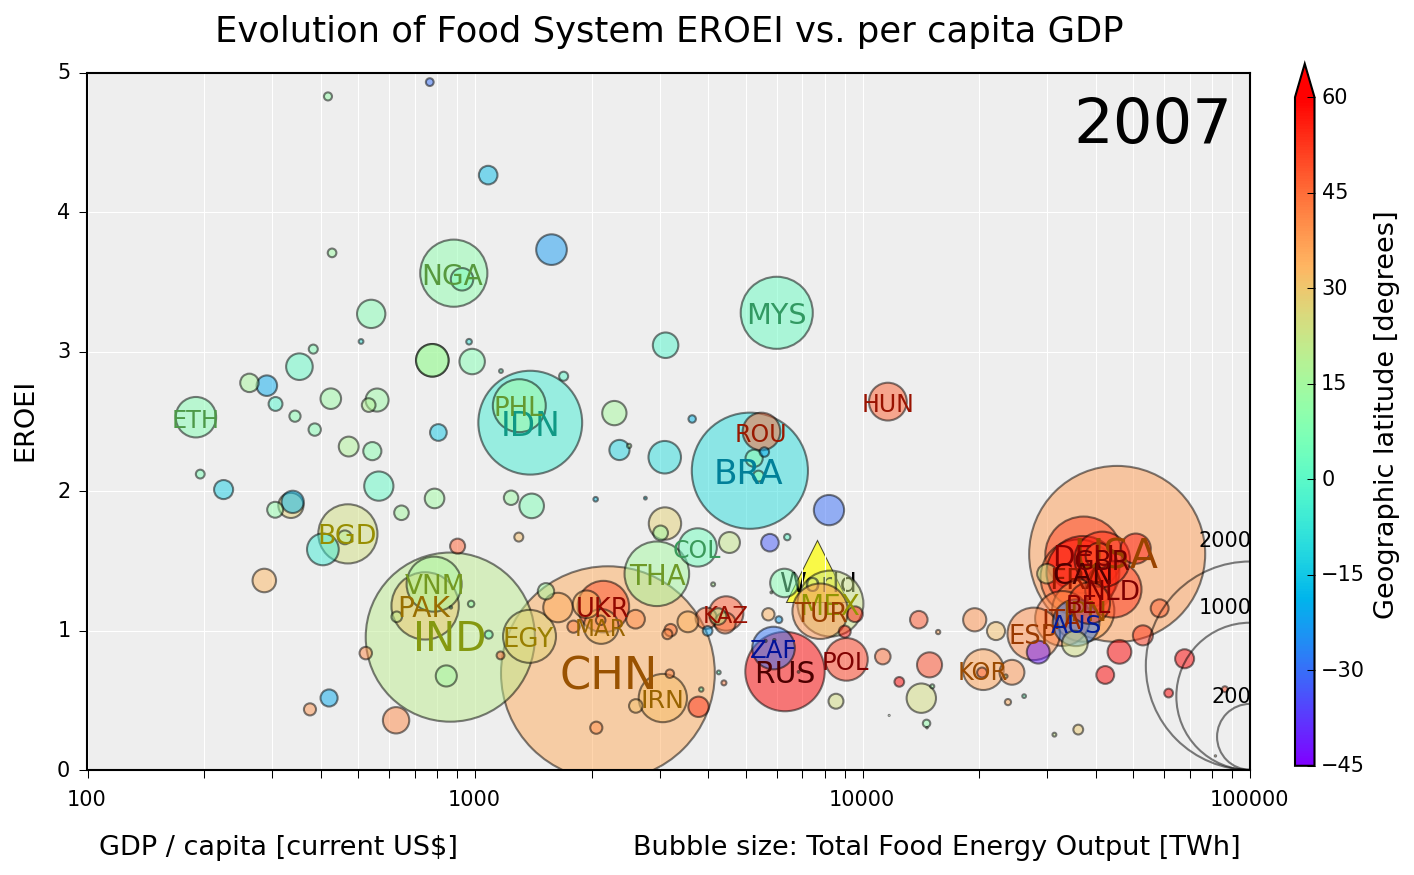 Evolution of Food System EROEI vs. per capita GDP
2007
5
4
3
2
1
0
EROEI
100
1000
10000
100000
GDP / capita [current US$]
Bubble size: Total Food Energy Output [TWh]
60
45
30
15
0
−15
−30
−45
Geographic latitude [degrees]
NGA
MYS
ETH
PHL
IDN
HUN
ROU
BRA
BGD
COL
THA
VNM
PAK
IND
EGY
MAR
UKR
CHN
IRN
KAZ
World
MEX
TUR
ZAF
RUS
POL
KOR
ESP
AUS
BEL
NLD
CAN
GBR
DEU
2000
1000
200